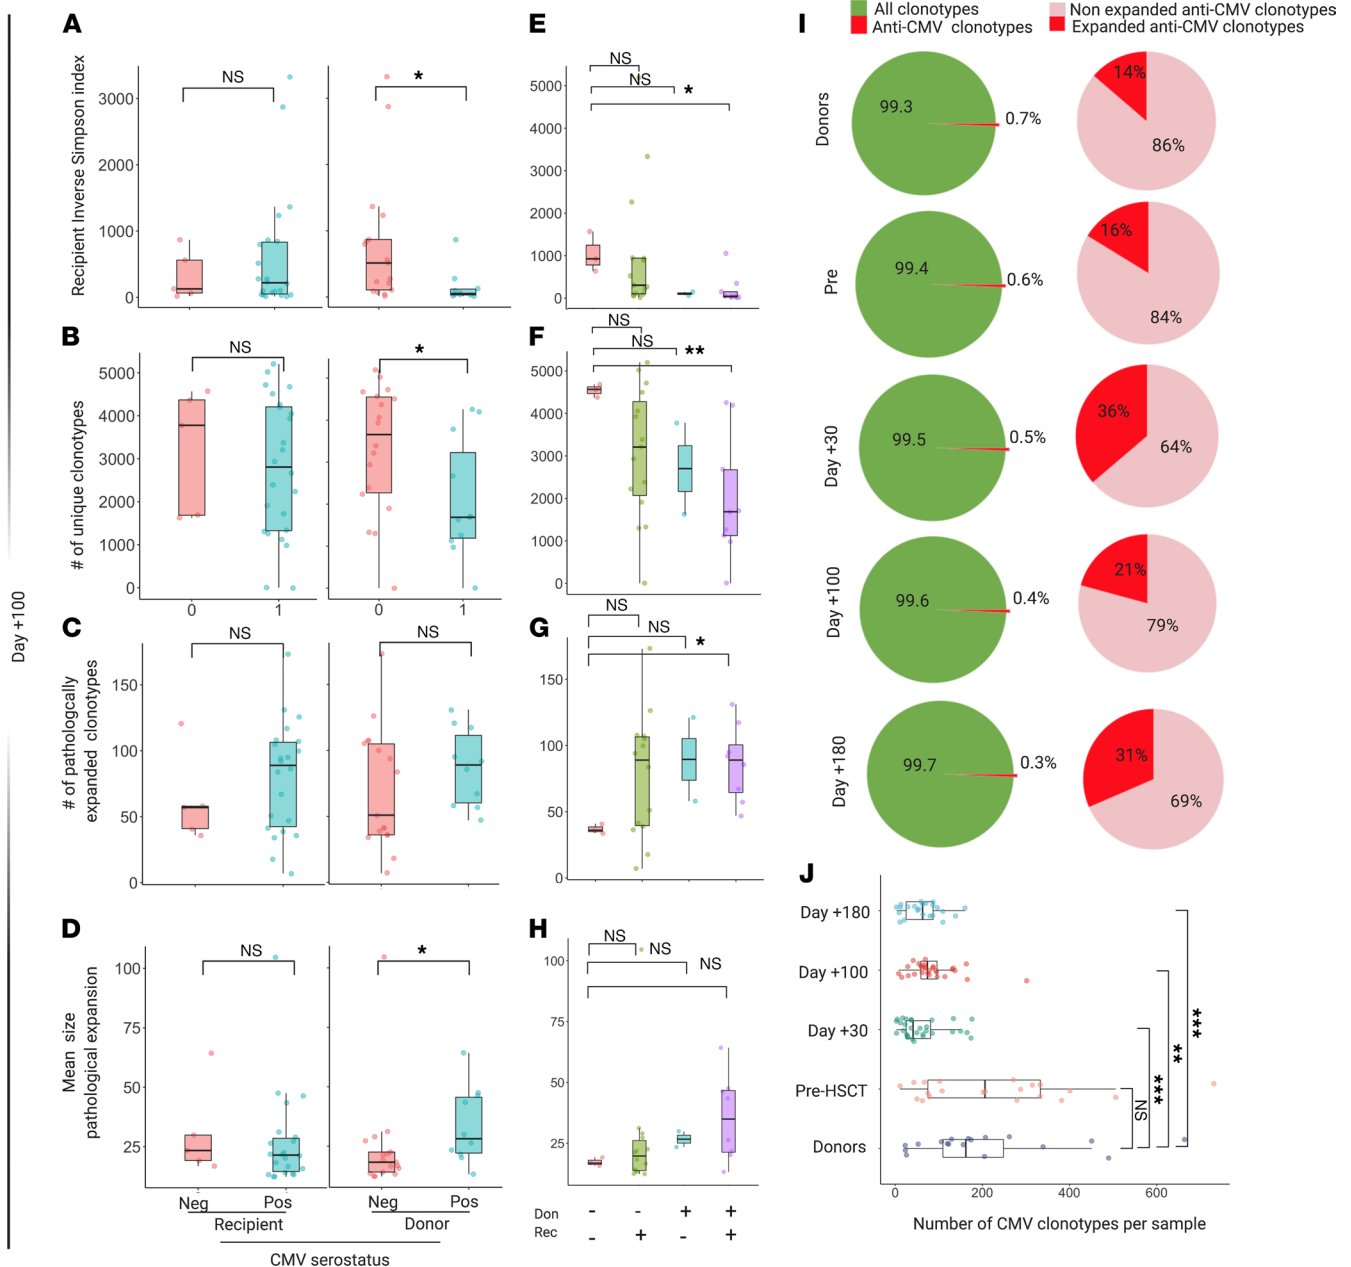 Day +100
A
Recipient Inverse Simpson index
3000
2000
1000
0
NS
*
B
# of unique clonotypes
5000
4000
3000
2000
1000
0
NS
*
0
1
0
1
C
# of pathologcally
expanded clonotypes
150
100
50
0
NS
NS
D
Mean size
pathological expansion
100
75
50
25
NS
*
Neg
Pos
Neg
Pos
Recipient
Donor
CMV serostatus
E
5000
4000
3000
2000
1000
0
NS
NS
*
F
5000
4000
3000
2000
1000
0
NS
NS
**
G
150
100
50
0
NS
NS
*
H
100
75
50
25
NS
NS
NS
Don - - + +
Rec - + - +
I
All clonotypes
Anti-CMV clonotypes
Non expanded anti-CMV clonotypes
Expanded anti-CMV clonotypes
Donors
99.3
0.7%
14%
86%
Pre
99.4
0.6%
16%
84%
Day +30
99.5
0.5%
36%
64%
Day +100
99.6
0.4%
21%
79%
Day +180
99.7
0.3%
31%
69%
J
Day +180
Day +100
Day +30
Pre-HSCT
Donors
NS
***
**
***
0
200
400
600
Number of CMV clonotypes per sample